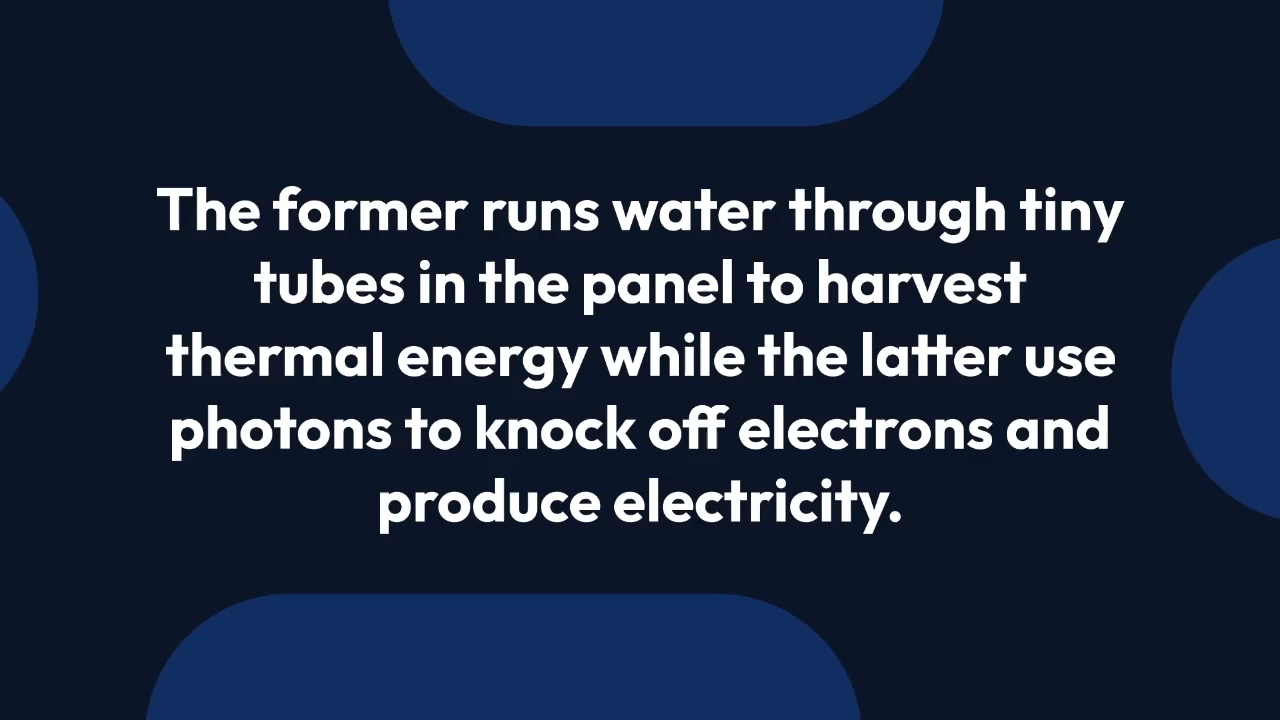 The former runs water through tiny
tubes in the panel to harvest
thermal energy while the latter use
photons to knock off electrons and
produce electricity.